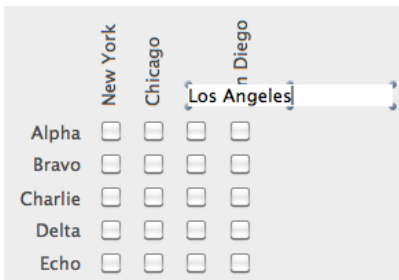 New York
Chicago
Los Angeles
n Diego
Alpha
Bravo
Charlie
Delta
Echo